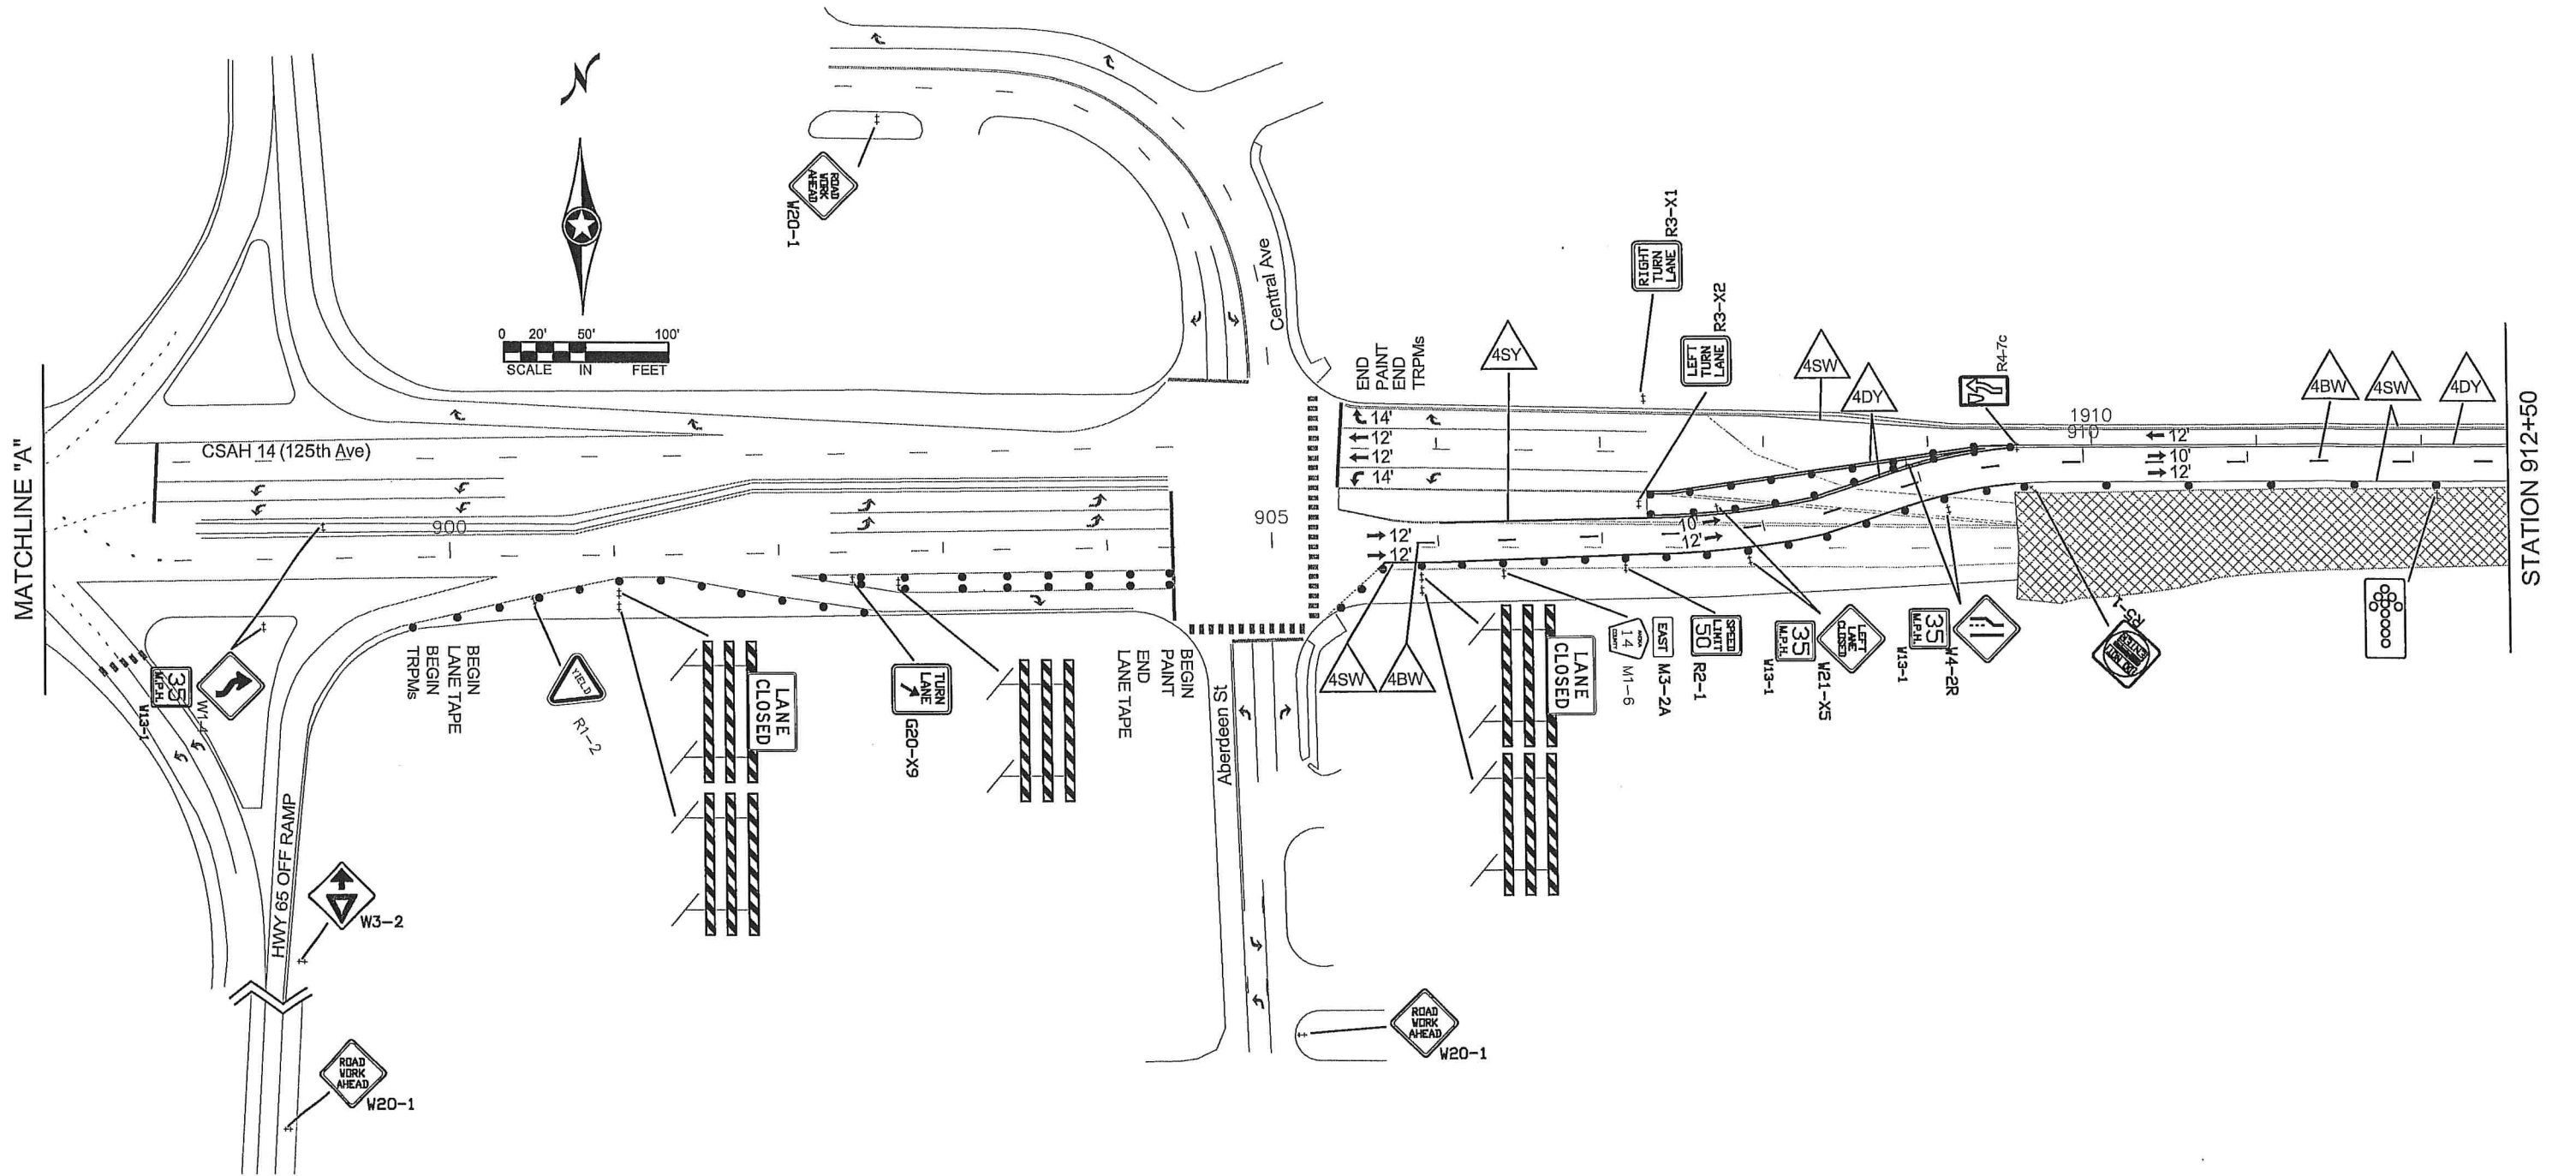 MATCHLINE "A"
STATION 912+50
N
0 20' 50' 100'
SCALE IN FEET
ROAD
WORK
AHEAD
W20-1
Central Ave
CSAH 14 (125th Ave)
900
905
1910
910
RIGHT
TURN
LANE
R3-X1
LEFT
TURN
LANE
R3-X2
END
PAINT
END
TRPMs
4SY
4SW
4DY
R4-7c
4BW
4SW
4DY
14'
12'
12'
14'
12'
12'
10'
12'
12'
10'
12'
35
M.P.H.
W13-1
W1-4
HWY 65 OFF RAMP
W3-2
ROAD
WORK
AHEAD
W20-1
BEGIN
LANE TAPE
BEGIN
TRPMs
YIELD
R1-2
LANE
CLOSED
TURN
LANE
G20-X9
BEGIN
PAINT
END
LANE TAPE
Aberdeen St
ROAD
WORK
AHEAD
W20-1
4SW
4BW
LANE
CLOSED
ANOKA
14
COUNTY
M1-6
EAST
M3-2A
SPEED
LIMIT
50
R2-1
35
M.P.H.
W13-1
LEFT
LANE
CLOSED
W21-X5
35
M.P.H.
W13-1
W4-2R
DO NOT
ENTER
R5-1